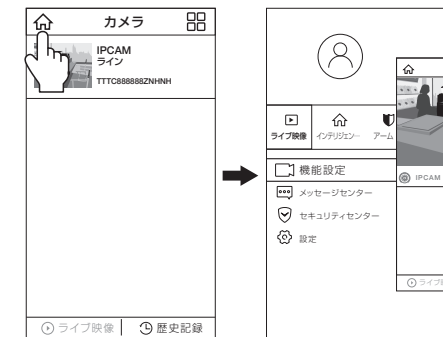 カメラ
IPCAM
ライン
TTTC888888ZNHNH
ライブ映像
歴史記録
ライブ映像
インテリジェン…
アーム
機能設定
メッセージセンター
セキュリティセンター
設定
IPCAM
ライブ